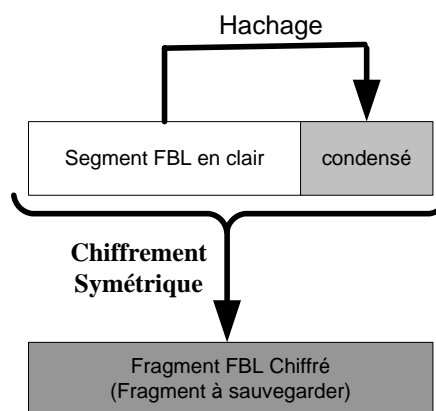 Hachage
Segment FBL en clair
condensé
Chiffrement
Symétrique
Fragment FBL Chiffré
(Fragment à sauvegarder)